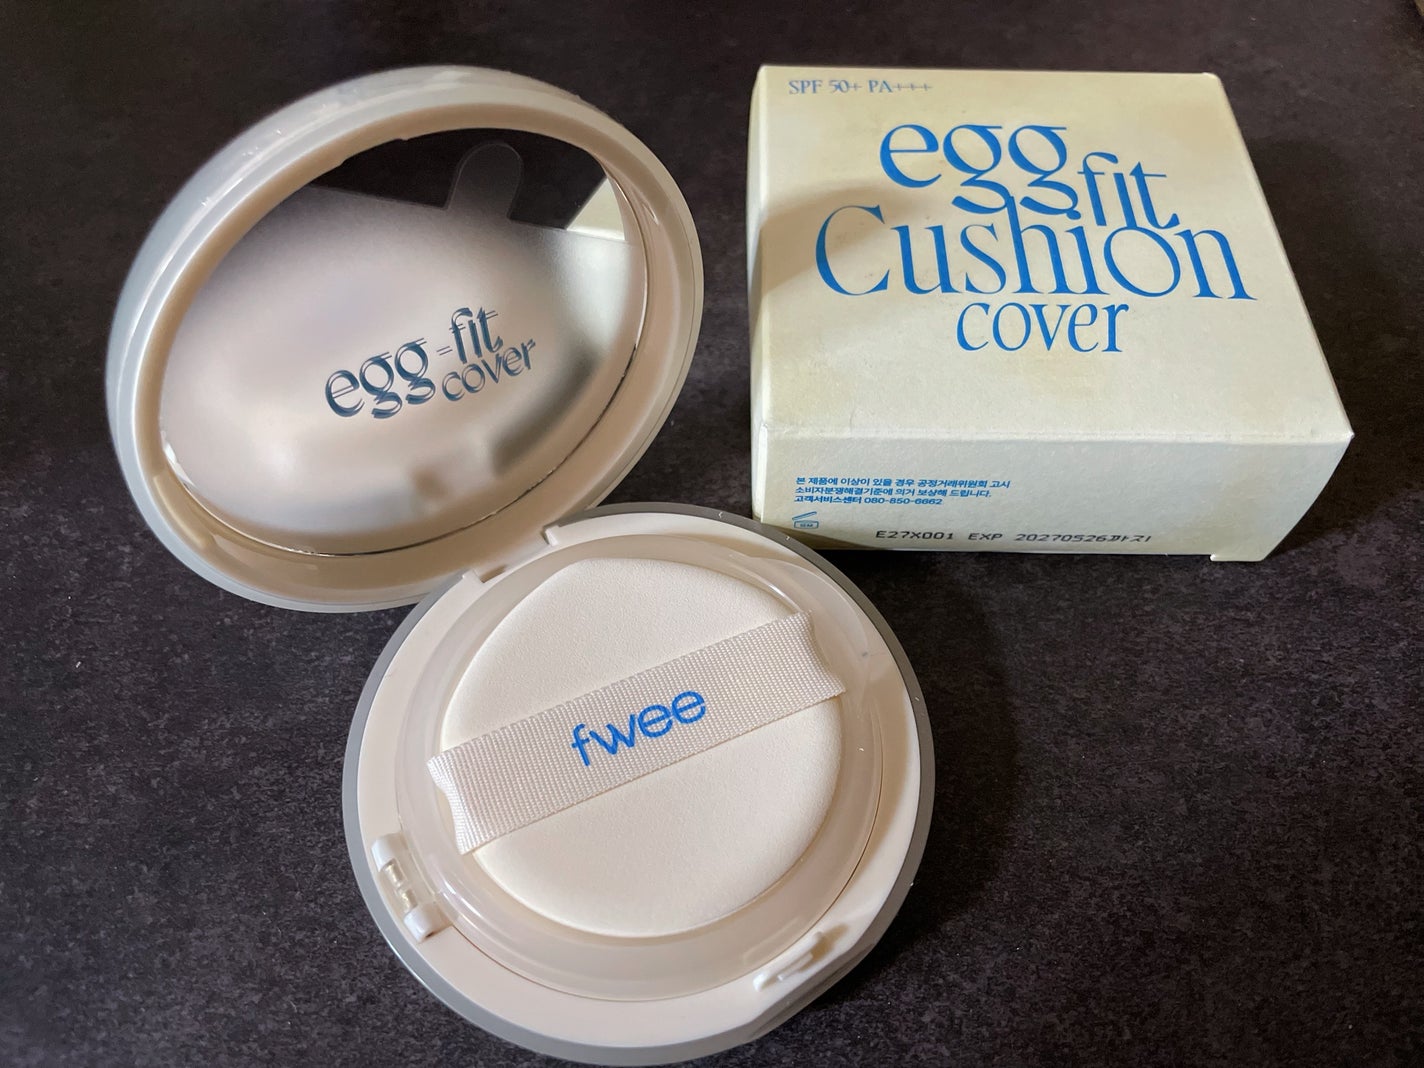 SPF 50+ PA+++
egg fit
Cushion
cover
본 제품에 이상이 있을 경우 공정거래위원회 고시
소비자분쟁해결기준에 의거 보상해 드립니다.
고객서비스센터 080-850-6662
E27X001 EXP 20270526까지
egg-fit
cover
fwee